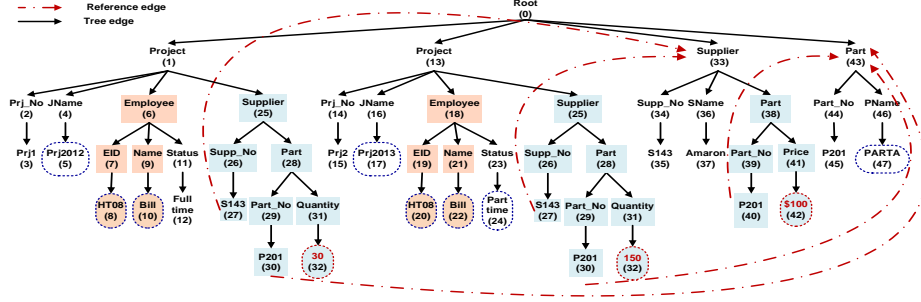 Reference edge
Tree edge
Root
(0)
Project
(1)
Project
(13)
Supplier
(33)
Part
(43)
Prj_No
(2)
JName
(4)
Employee
(6)
Supplier
(25)
Prj_No
(14)
JName
(16)
Employee
(18)
Supplier
(25)
Supp_No
(34)
SName
(36)
Part
(38)
Part_No
(44)
PName
(46)
Prj1
(3)
Prj2012
(5)
EID
(7)
Name
(9)
Status
(11)
Supp_No
(26)
Part
(28)
Prj2
(15)
Prj2013
(17)
EID
(19)
Name
(21)
Status
(23)
Supp_No
(26)
Part
(28)
S143
(35)
Amaron.
(37)
Part_No
(39)
Price
(41)
P201
(45)
PARTA
(47)
HT08
(8)
Bill
(10)
Full
time
(12)
S143
(27)
Part_No
(29)
Quantity
(31)
HT08
(20)
Bill
(22)
Part
time
(24)
S143
(27)
Part_No
(29)
Quantity
(31)
P201
(40)
$100
(42)
P201
(30)
30
(32)
P201
(30)
150
(32)